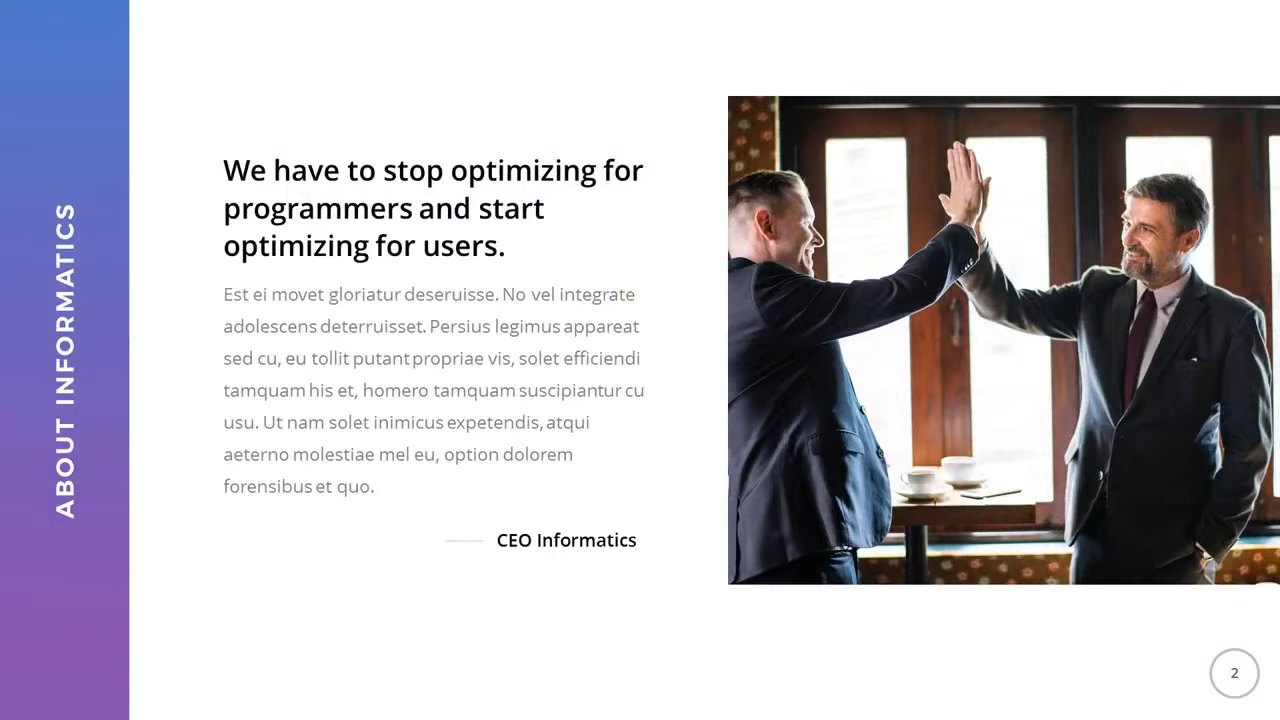 ABOUT INFORMATICS
We have to stop optimizing for
programmers and start
optimizing for users.
Est ei movet gloriatur deseruisse. No vel integrate
adolescens deterruisset. Persius legimus appareat
sed cu, eu tollit putant propriae vis, solet efficiendi
tamquam his et, homero tamquam suscipiantur cu
usu. Ut nam solet inimicus expetendis, atqui
aeterno molestiae mel eu, option dolorem
forensibus et quo.
CEO Informatics
2